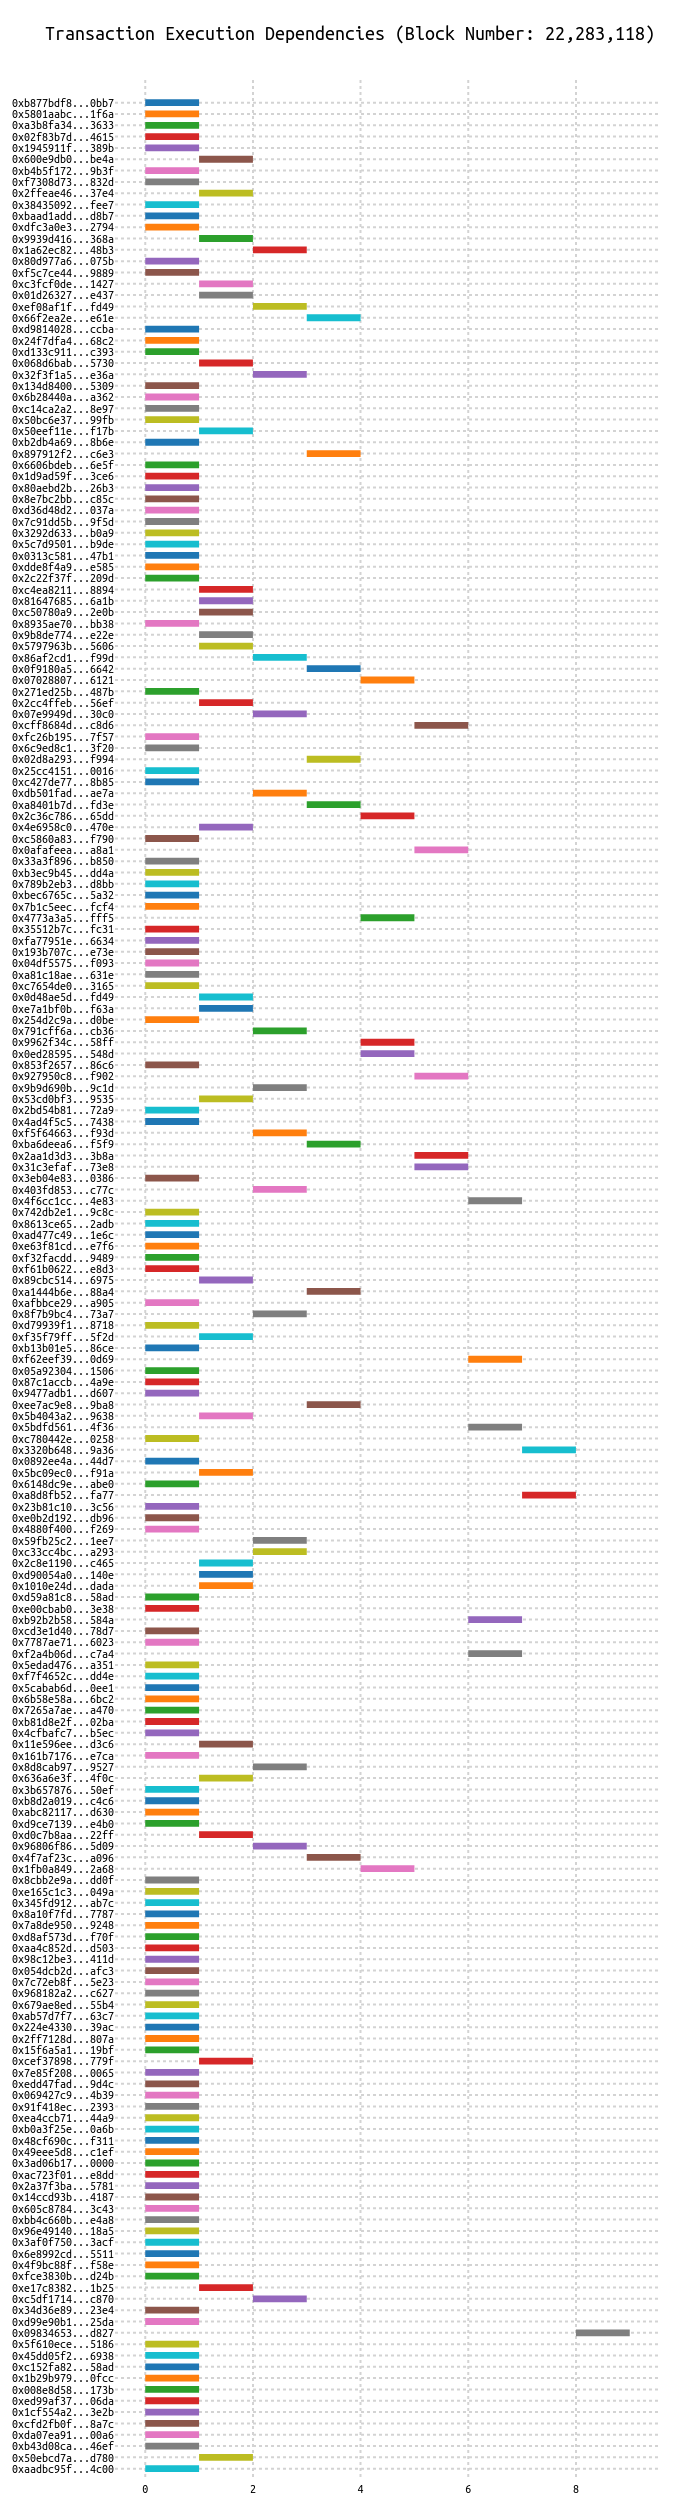 Transaction Execution Dependencies (Block Number: 22,283,118)
0xb877bdf8...0bb7
0x5801aabc...1f6a
0xa3b8fa34...3633
0x02f83b7d...4615
0x1945911f...389b
0x600e9db0...be4a
0xb4b5f172...9b3f
0xf7308d73...832d
0x2ffeae46...37e4
0x38435092...fee7
0xbaad1add...d8b7
0xdfc3a0e3...2794
0x9939d416...368a
0x1a62ec82...48b3
0x80d977a6...075b
0xf5c7ce44...9889
0xc3fcf0de...1427
0x01d26327...e437
0xef08af1f...fd49
0x66f2ea2e...e61e
0xd9814028...ccba
0x24f7dfa4...68c2
0xd133c911...c393
0x068d6bab...5730
0x32f3f1a5...e36a
0x134d8400...5309
0x6b28440a...a362
0xc14ca2a2...8e97
0x50bc6e37...99fb
0x50eef11e...f17b
0xb2db4a69...8b6e
0x897912f2...c6e3
0x6606bdeb...6e5f
0x1d9ad59f...3ce6
0x80aebd2b...26b3
0x8e7bc2bb...c85c
0xd36d48d2...037a
0x7c91dd5b...9f5d
0x3292d633...b0a9
0x5c7d9501...b9de
0x0313c581...47b1
0xdde8f4a9...e585
0x2c22f37f...209d
0xc4ea8211...8894
0x81647685...6a1b
0xc50780a9...2e0b
0x8935ae70...bb38
0x9b8de774...e22e
0x5797963b...5606
0x86af2cd1...f99d
0x0f9180a5...6642
0x07028807...6121
0x271ed25b...487b
0x2cc4ffeb...56ef
0x07e9949d...30c0
0xcff8684d...c8d6
0xfc26b195...7f57
0x6c9ed8c1...3f20
0x02d8a293...f994
0x25cc4151...0016
0xc427de77...8b85
0xdb501fad...ae7a
0xa8401b7d...fd3e
0x2c36c786...65dd
0x4e6958c0...470e
0xc5860a83...f790
0x0afafeea...a8a1
0x33a3f896...b850
0xb3ec9b45...dd4a
0x789b2eb3...d8bb
0xbec6765c...5a32
0x7b1c5eec...fcf4
0x4773a3a5...fff5
0x35512b7c...fc31
0xfa77951e...6634
0x193b707c...e73e
0x04df5575...f093
0xa81c18ae...631e
0xc7654de0...3165
0x0d48ae5d...fd49
0xe7a1bf0b...f63a
0x254d2c9a...d0be
0x791cff6a...cb36
0x9962f34c...58ff
0x0ed28595...548d
0x853f2657...86c6
0x927950c8...f902
0x9b9d690b...9c1d
0x53cd0bf3...9535
0x2bd54b81...72a9
0x4ad4f5c5...7438
0xf5f64663...f93d
0xba6deea6...f5f9
0x2aa1d3d3...3b8a
0x31c3efaf...73e8
0x3eb04e83...0386
0x403fd853...c77c
0x4f6cc1cc...4e83
0x742db2e1...9c8c
0x8613ce65...2adb
0xad477c49...1e6c
0xe63f81cd...e7f6
0xf32facdd...9489
0xf61b0622...e8d3
0x89cbc514...6975
0xa1444b6e...88a4
0xafbbce29...a905
0x8f7b9bc4...73a7
0xd79939f1...8718
0xf35f79ff...5f2d
0xb13b01e5...86ce
0xf62eef39...0d69
0x05a92304...1506
0x87c1accb...4a9e
0x9477adb1...d607
0xee7ac9e8...9ba8
0x5b4043a2...9638
0x5bdfd561...4f36
0xc780442e...0258
0x3320b648...9a36
0x0892ee4a...44d7
0x5bc09ec0...f91a
0x6148dc9e...abe0
0xa8d8fb52...fa77
0x23b81c10...3c56
0xe0b2d192...db96
0x4880f400...f269
0x59fb25c2...1ee7
0xc33cc4bc...a293
0x2c8e1190...c465
0xd90054a0...140e
0x1010e24d...dada
0xd59a81c8...58ad
0xe00cbab0...3e38
0xb92b2b58...584a
0xcd3e1d40...78d7
0x7787ae71...6023
0xf2a4b06d...c7a4
0x5edad476...a351
0xf7f4652c...dd4e
0x5cabab6d...0ee1
0x6b58e58a...6bc2
0x7265a7ae...a470
0xb81d8e2f...02ba
0x4cfbafc7...b5ec
0x11e596ee...d3c6
0x161b7176...e7ca
0x8d8cab97...9527
0x636a6e3f...4f0c
0x3b657876...50ef
0xb8d2a019...c4c6
0xabc82117...d630
0xd9ce7139...e4b0
0xd0c7b8aa...22ff
0x96806f86...5d09
0x4f7af23c...a096
0x1fb0a849...2a68
0x8cbb2e9a...dd0f
0xe165c1c3...049a
0x345fd912...ab7c
0x8a10f7fd...7787
0x7a8de950...9248
0xd8af573d...f70f
0xaa4c852d...d503
0x98c12be3...411d
0x054dcb2d...afc3
0x7c72eb8f...5e23
0x968182a2...c627
0x679ae8ed...55b4
0xab57d7f7...63c7
0x224e4330...39ac
0x2ff7128d...807a
0x15f6a5a1...19bf
0xcef37898...779f
0x7e85f208...0065
0xedd47fad...9d4c
0x069427c9...4b39
0x91f418ec...2393
0xea4ccb71...44a9
0xb0a3f25e...0a6b
0x48cf690c...f311
0x49eee5d8...c1ef
0x3ad06b17...0000
0xac723f01...e8dd
0x2a37f3ba...5781
0x14ccd93b...4187
0x605c8784...3c43
0xbb4c660b...e4a8
0x96e49140...18a5
0x3af0f750...3acf
0x6e8992cd...5511
0x4f9bc88f...f58e
0xfce3830b...d24b
0xe17c8382...1b25
0xc5df1714...c870
0x34d36e89...23e4
0xd99e90b1...25da
0x09834653...d827
0x5f610ece...5186
0x45dd05f2...6938
0xc152fa82...58ad
0x1b29b979...0fcc
0x008e8d58...173b
0xed99af37...06da
0x1cf554a2...3e2b
0xcfd2fb0f...8a7c
0xda07ea91...00a6
0xb43d08ca...46ef
0x50ebcd7a...d780
0xaadbc95f...4c00
0 2 4 6 8